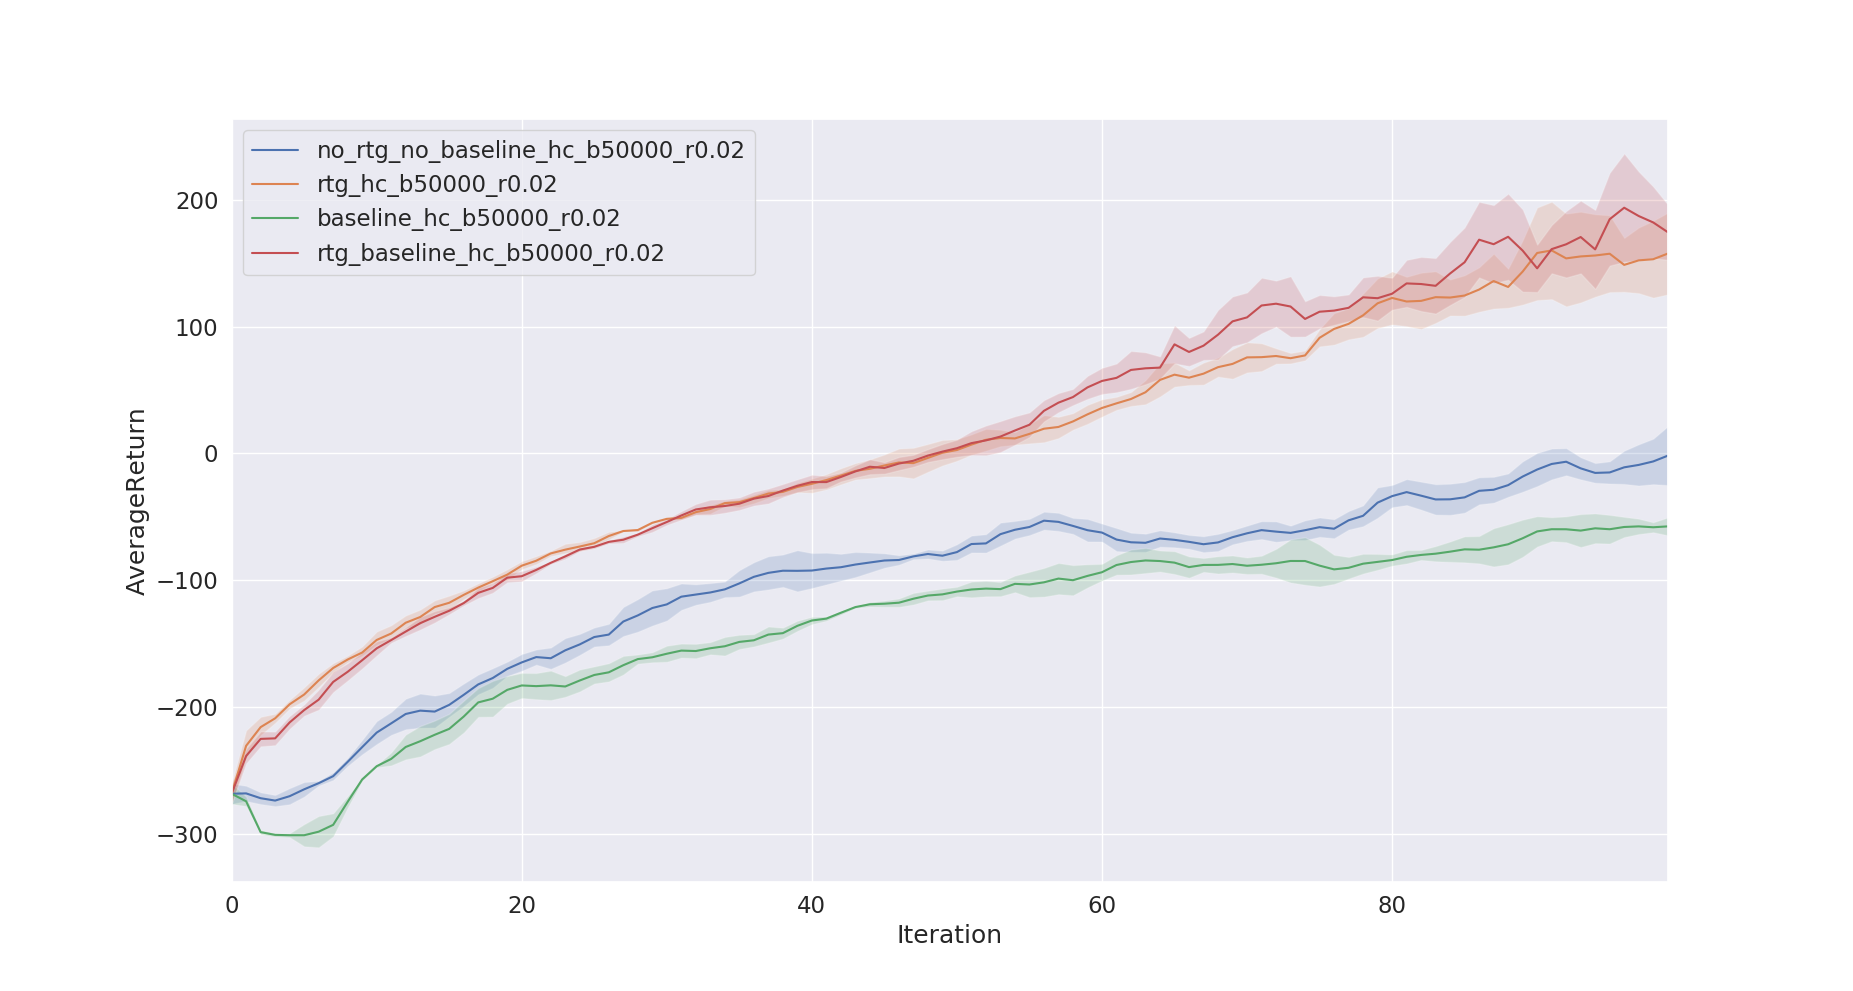 no_rtg_no_baseline_hc_b50000_r0.02
rtg_hc_b50000_r0.02
baseline_hc_b50000_r0.02
rtg_baseline_hc_b50000_r0.02
200
100
0
−100
−200
−300
AverageReturn
0 20 40 60 80
Iteration